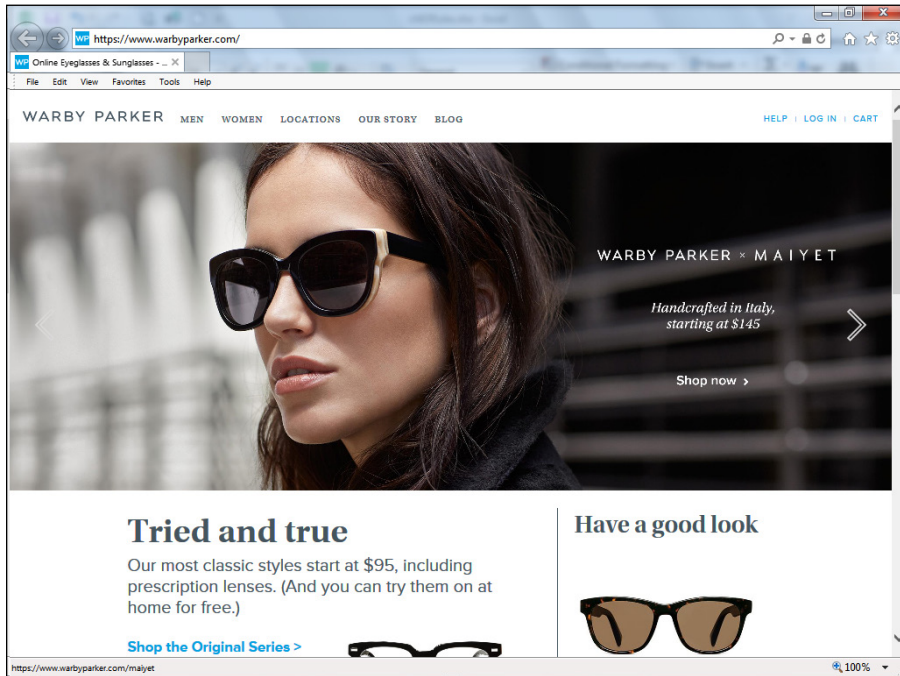 WP https://www.warbyparker.com/
WP Online Eyeglasses & Sunglasses - ...
File Edit View Favorites Tools Help
WARBY PARKER MEN WOMEN LOCATIONS OUR STORY BLOG
HELP | LOG IN | CART
WARBY PARKER × MAIYET
Handcrafted in Italy,
starting at $145
Shop now >
Tried and true
Our most classic styles start at $95, including
prescription lenses. (And you can try them on at
home for free.)
Shop the Original Series >
Have a good look
https://www.warbyparker.com/maiyet
100%